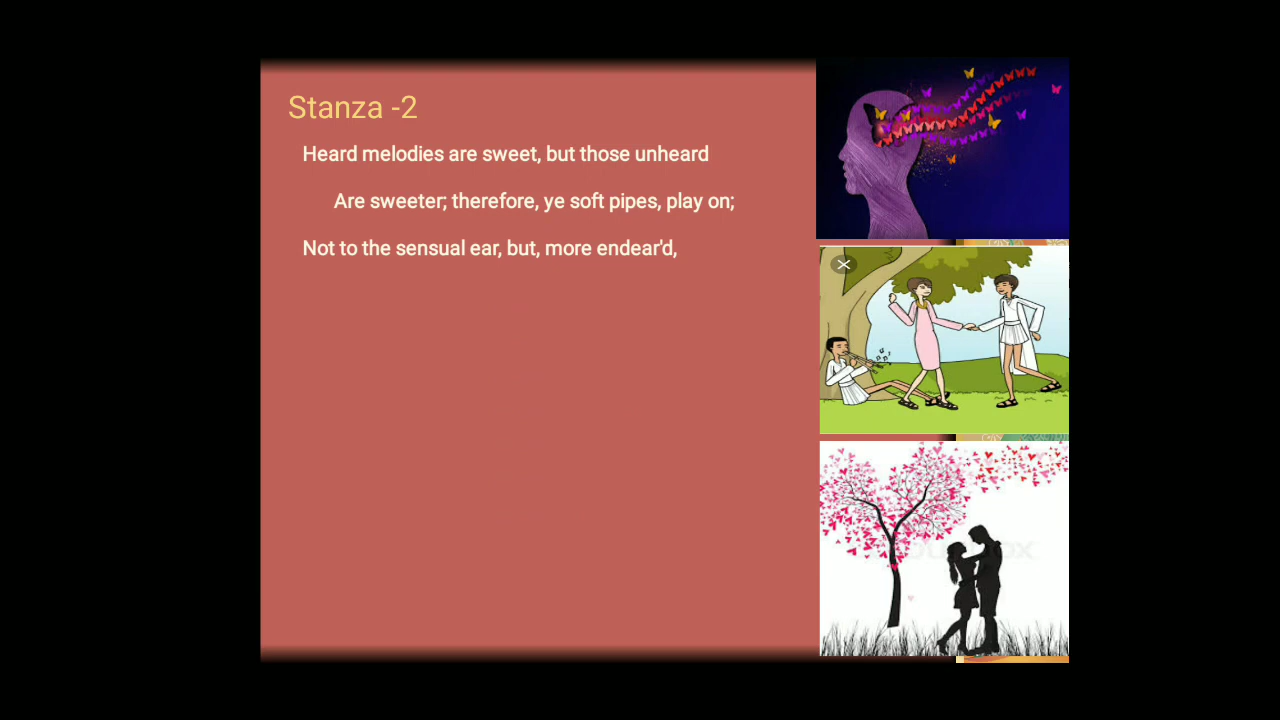 Stanza -2
Heard melodies are sweet, but those unheard
Are sweeter; therefore, ye soft pipes, play on;
Not to the sensual ear, but, more endear'd,